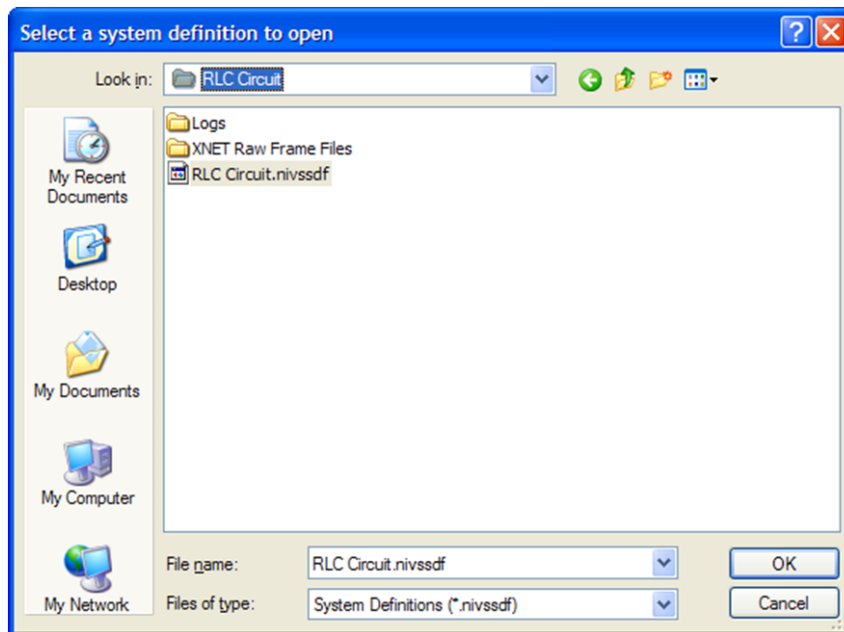 Select a system definition to open
Look in:
RLC Circuit
Logs
XNET Raw Frame Files
RLC Circuit.nivssdf
My Recent
Documents
Desktop
My Documents
My Computer
My Network
File name:
RLC Circuit.nivssdf
OK
Files of type:
System Definitions (*.nivssdf)
Cancel